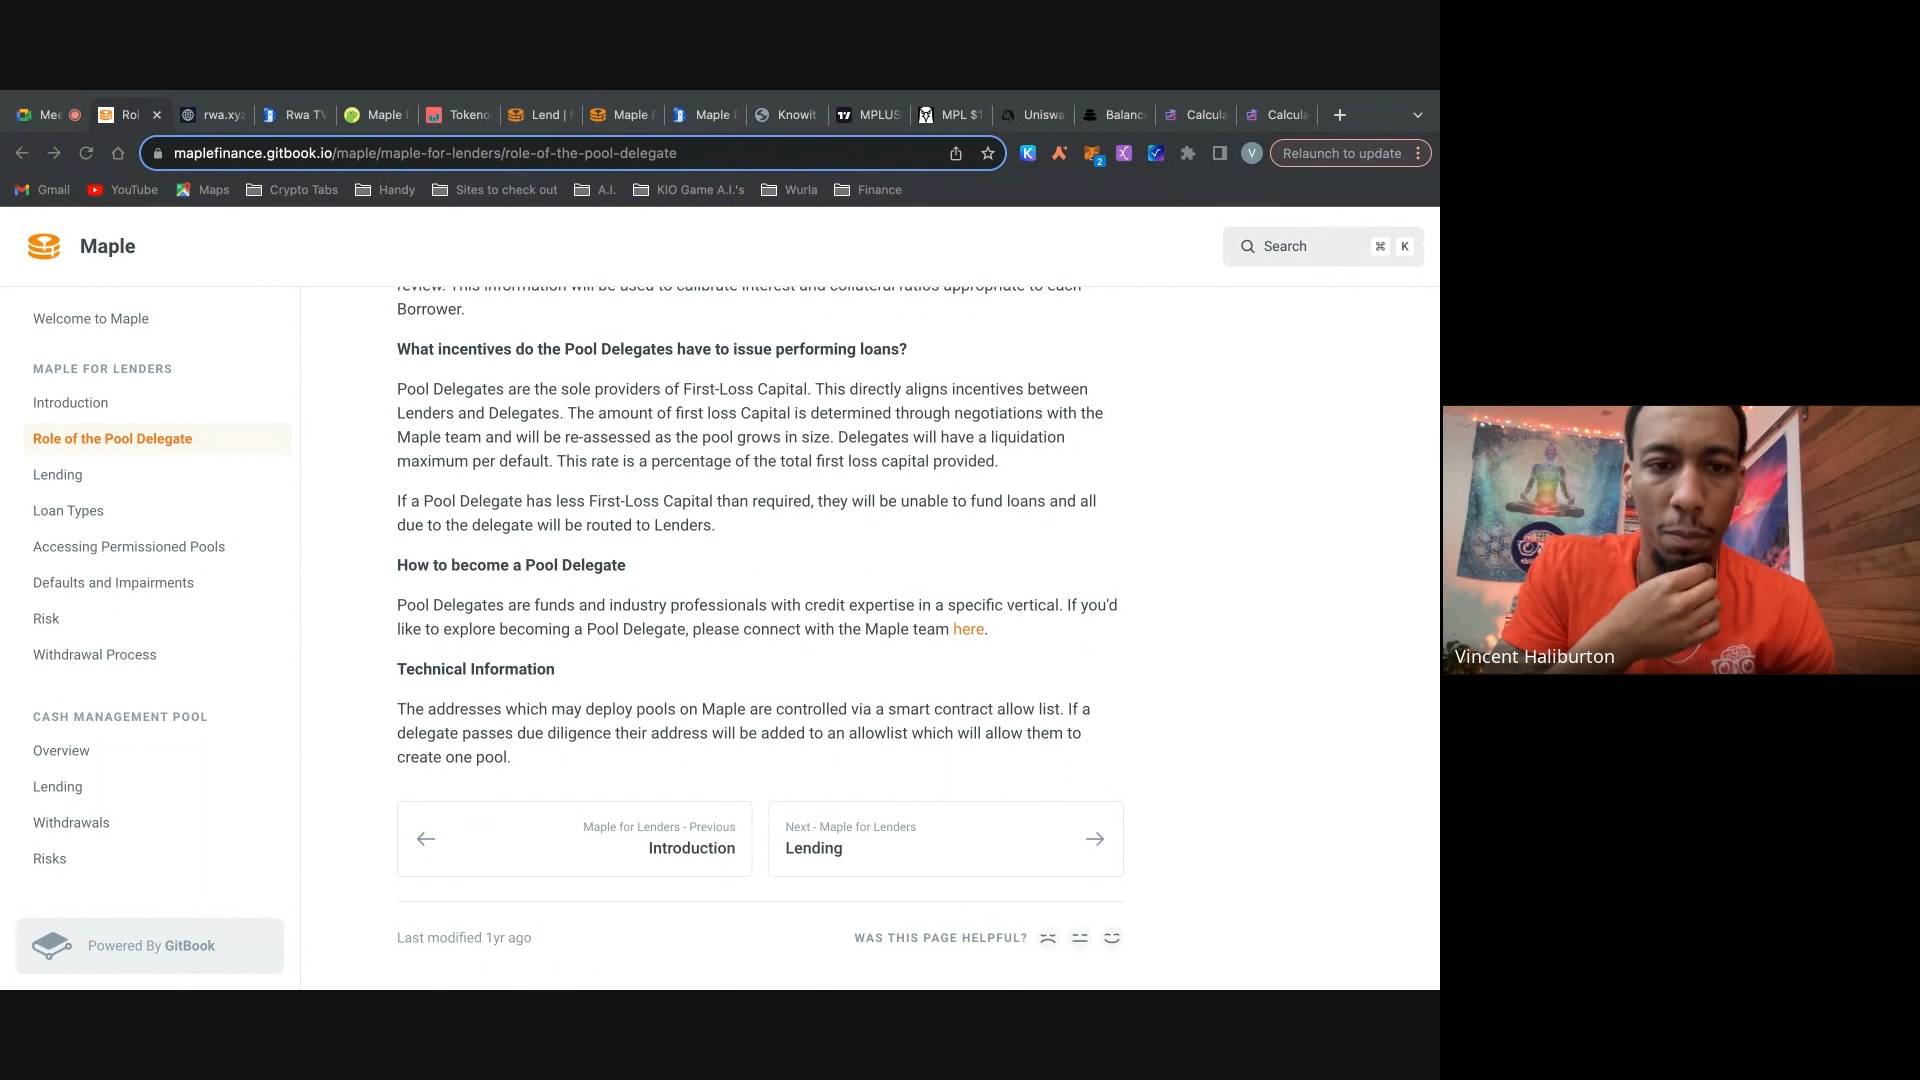 Mee
Rol
rwa.xyz
Rwa TV
Maple F
Tokeno
Lend |
Maple
Maple F
Knowit
MPLUS
MPL $1
Uniswa
Balanc
Calcula
Calcula
maplefinance.gitbook.io/maple/maple-for-lenders/role-of-the-pool-delegate
2
V
Relaunch to update
Gmail
YouTube
Maps
Crypto Tabs
Handy
Sites to check out
A.I.
KIO Game A.I.'s
Wurla
Finance
Maple
Search
⌘ K
Welcome to Maple
MAPLE FOR LENDERS
Introduction
Role of the Pool Delegate
Lending
Loan Types
Accessing Permissioned Pools
Defaults and Impairments
Risk
Withdrawal Process
CASH MANAGEMENT POOL
Overview
Lending
Withdrawals
Risks
Powered By GitBook
review. This information will be used to calibrate interest and collateral ratios appropriate to each
Borrower.
What incentives do the Pool Delegates have to issue performing loans?
Pool Delegates are the sole providers of First-Loss Capital. This directly aligns incentives between
Lenders and Delegates. The amount of first loss Capital is determined through negotiations with the
Maple team and will be re-assessed as the pool grows in size. Delegates will have a liquidation
maximum per default. This rate is a percentage of the total first loss capital provided.
If a Pool Delegate has less First-Loss Capital than required, they will be unable to fund loans and all
due to the delegate will be routed to Lenders.
How to become a Pool Delegate
Pool Delegates are funds and industry professionals with credit expertise in a specific vertical. If you'd
like to explore becoming a Pool Delegate, please connect with the Maple team here.
Technical Information
The addresses which may deploy pools on Maple are controlled via a smart contract allow list. If a
delegate passes due diligence their address will be added to an allowlist which will allow them to
create one pool.
Maple for Lenders - Previous
Introduction
Next - Maple for Lenders
Lending
Last modified 1yr ago
WAS THIS PAGE HELPFUL?
Vincent Haliburton